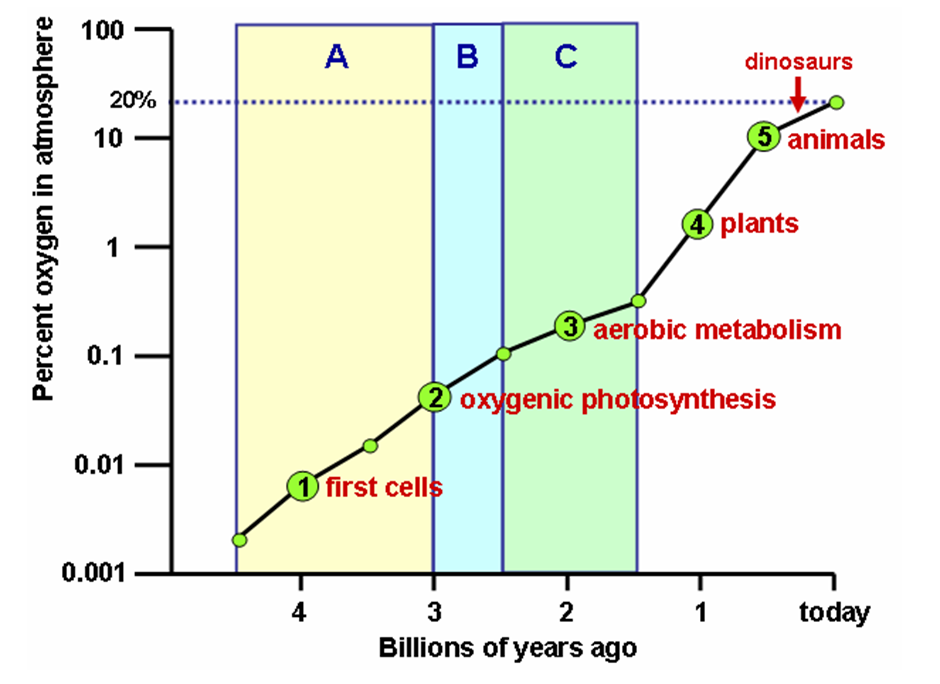 Percent oxygen in atmosphere
100
20%
10
1
0.1
0.01
0.001
A
B
C
dinosaurs
5 animals
4 plants
3 aerobic metabolism
2 oxygenic photosynthesis
1 first cells
4 3 2 1 today
Billions of years ago